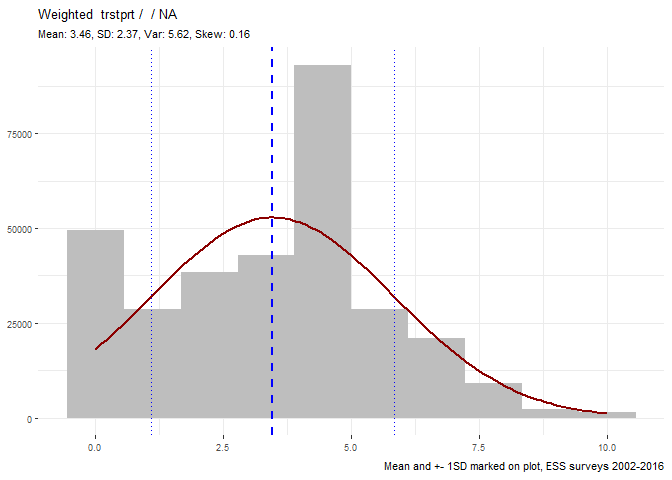 Weighted  trstprt /  / NA
Mean: 3.46, SD: 2.37, Var: 5.62, Skew: 0.16
75000
50000
25000
0
0.0 2.5 5.0 7.5 10.0
Mean and +- 1SD marked on plot, ESS surveys 2002-2016